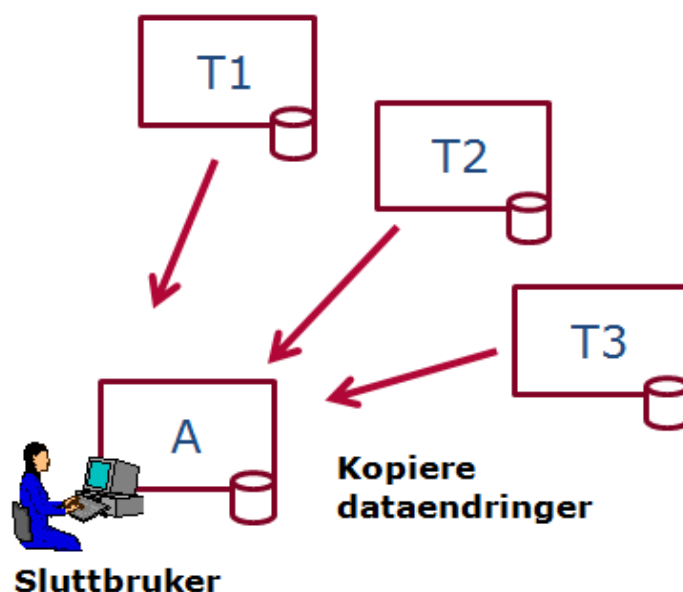 T1
T2
T3
A
Kopiere
dataendringer
Sluttbruker